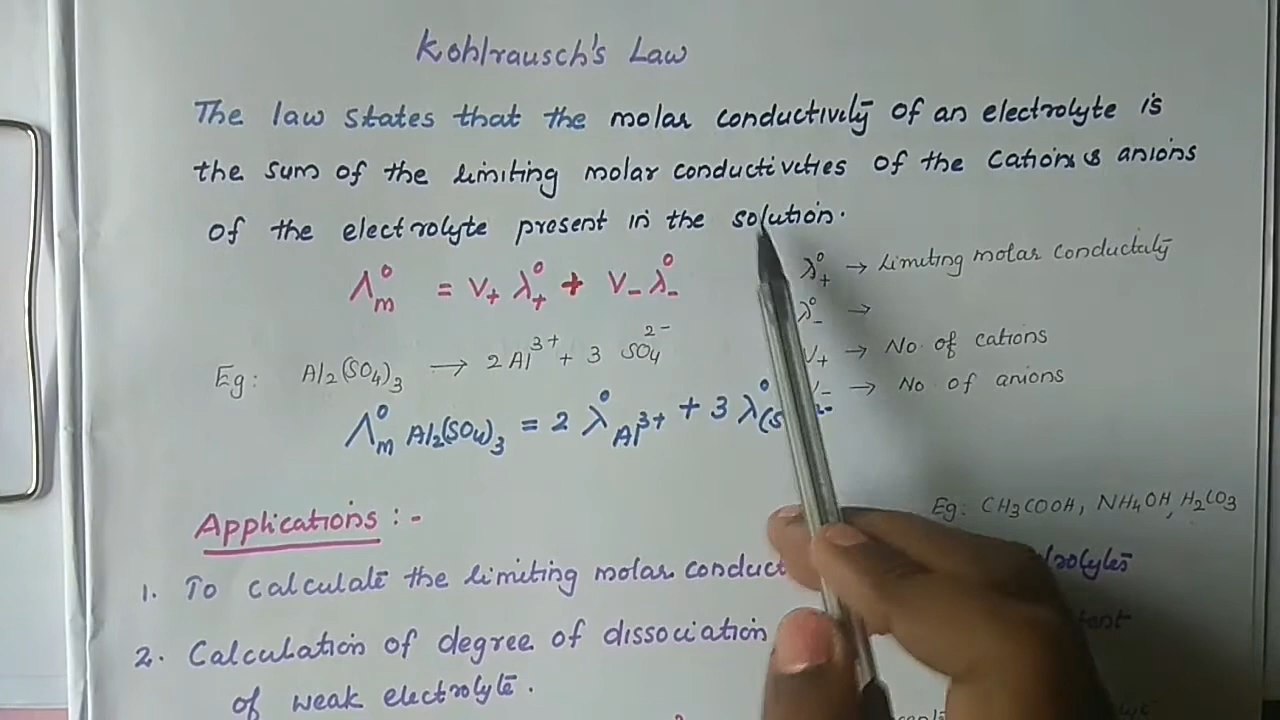 Kohlrausch's Law
The law states that the molar conductivity of an electrolyte is
the sum of the limiting molar conductivities of the cations & anions
of the electrolyte present in the solution.
Λ°m = V+ λ°+ + V- λ°-
λ°+ → Limiting molar conductality
λ°- →
V+ → No of cations
→ No of anions
Eg: Al2(SO4)3 → 2Al³⁺ + 3 SO4²⁻
Λ°m Al2(SO4)3 = 2 λ°Al³⁺ + 3 λ°(S 2-
Applications :-
Eg: CH3COOH, NH4OH, H2CO3
1. To calculate the limiting molar conduct
2. Calculation of degree of dissociation
of weak electrolyte.